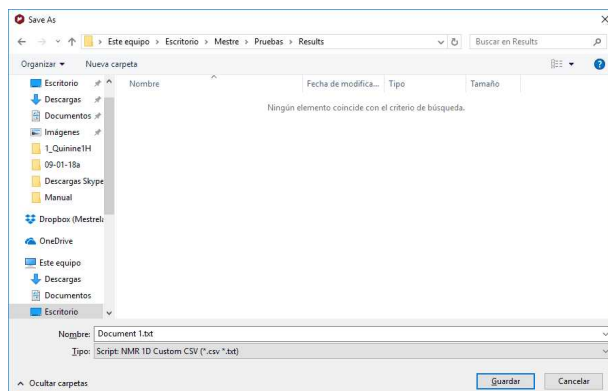 Save As
Este equipo > Escritorio > Mestre > Pruebas > Results
Buscar en Results
Organizar
Nueva carpeta
Nombre
Fecha de modifica...
Tipo
Tamaño
Ningún elemento coincide con el criterio de búsqueda.
Escritorio
Descargas
Documentos
Imágenes
1_Quinine1H
09-01-18a
Descargas Skype
Manual
Dropbox (Mestrela
OneDrive
Este equipo
Descargas
Documentos
Escritorio
Nombre: Document 1.txt
Tipo: Script: NMR 1D Custom CSV (*.csv *.txt)
Ocultar carpetas
Guardar
Cancelar